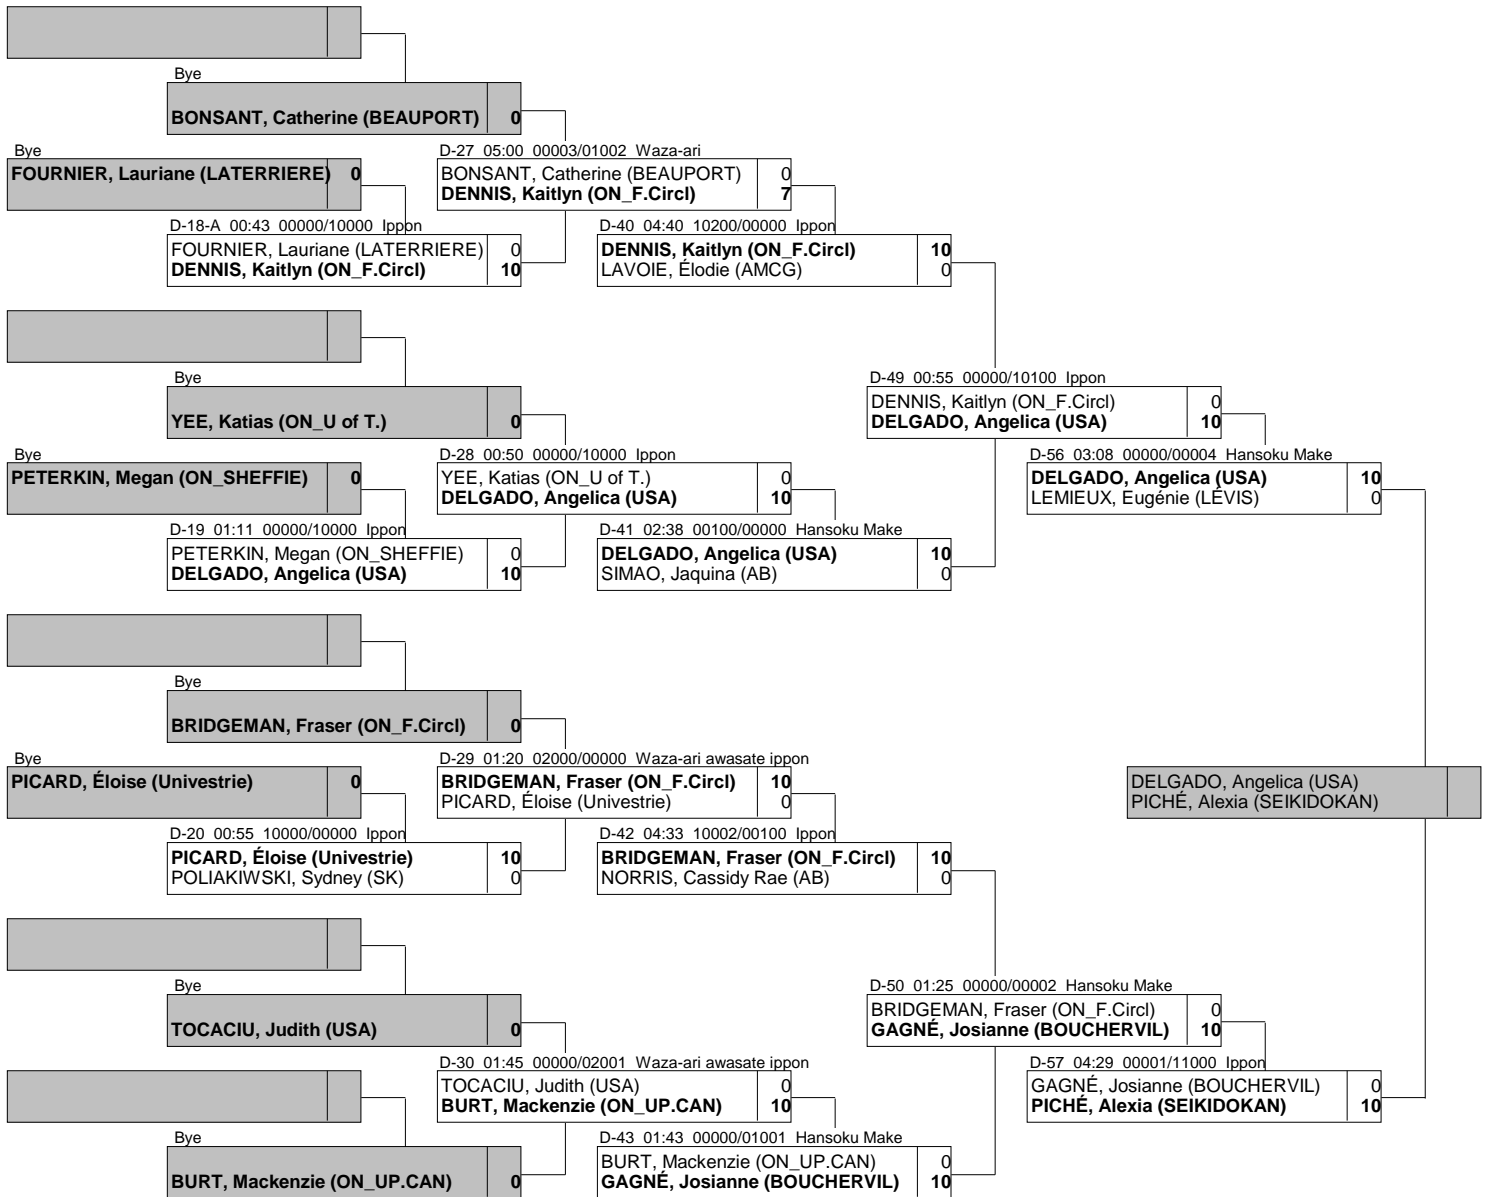 Bye
BONSANT, Catherine (BEAUPORT) 0
Bye
FOURNIER, Lauriane (LATERRIERE) 0
D-27 05:00 00003/01002 Waza-ari
BONSANT, Catherine (BEAUPORT) 0
DENNIS, Kaitlyn (ON_F.Circl) 7
D-18-A 00:43 00000/10000 Ippon
FOURNIER, Lauriane (LATERRIERE) 0
DENNIS, Kaitlyn (ON_F.Circl) 10
D-40 04:40 10200/00000 Ippon
DENNIS, Kaitlyn (ON_F.Circl) 10
LAVOIE, Élodie (AMCG) 0
Bye
YEE, Katias (ON_U of T.) 0
D-49 00:55 00000/10100 Ippon
DENNIS, Kaitlyn (ON_F.Circl) 0
DELGADO, Angelica (USA) 10
Bye
PETERKIN, Megan (ON_SHEFFIE) 0
D-28 00:50 00000/10000 Ippon
YEE, Katias (ON_U of T.) 0
DELGADO, Angelica (USA) 10
D-56 03:08 00000/00004 Hansoku Make
DELGADO, Angelica (USA) 10
LEMIEUX, Eugénie (LÉVIS) 0
D-19 01:11 00000/10000 Ippon
PETERKIN, Megan (ON_SHEFFIE) 0
DELGADO, Angelica (USA) 10
D-41 02:38 00100/00000 Hansoku Make
DELGADO, Angelica (USA) 10
SIMAO, Jaquina (AB) 0
Bye
BRIDGEMAN, Fraser (ON_F.Circl) 0
Bye
PICARD, Éloise (Univestrie) 0
D-29 01:20 02000/00000 Waza-ari awasate ippon
BRIDGEMAN, Fraser (ON_F.Circl) 10
PICARD, Éloise (Univestrie) 0
DELGADO, Angelica (USA)
PICHÉ, Alexia (SEIKIDOKAN)
D-20 00:55 10000/00000 Ippon
PICARD, Éloise (Univestrie) 10
POLIAKIWSKI, Sydney (SK) 0
D-42 04:33 10002/00100 Ippon
BRIDGEMAN, Fraser (ON_F.Circl) 10
NORRIS, Cassidy Rae (AB) 0
Bye
TOCACIU, Judith (USA) 0
D-50 01:25 00000/00002 Hansoku Make
BRIDGEMAN, Fraser (ON_F.Circl) 0
GAGNÉ, Josianne (BOUCHERVIL) 10
D-30 01:45 00000/02001 Waza-ari awasate ippon
TOCACIU, Judith (USA) 0
BURT, Mackenzie (ON_UP.CAN) 10
D-57 04:29 00001/11000 Ippon
GAGNÉ, Josianne (BOUCHERVIL) 0
PICHÉ, Alexia (SEIKIDOKAN) 10
Bye
BURT, Mackenzie (ON_UP.CAN) 0
D-43 01:43 00000/01001 Hansoku Make
BURT, Mackenzie (ON_UP.CAN) 0
GAGNÉ, Josianne (BOUCHERVIL) 10